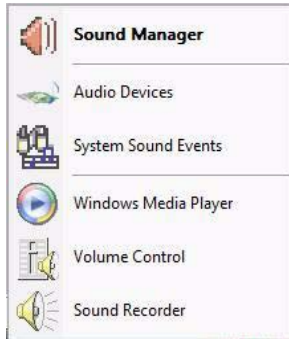 Sound Manager
Audio Devices
System Sound Events
Windows Media Player
Volume Control
Sound Recorder